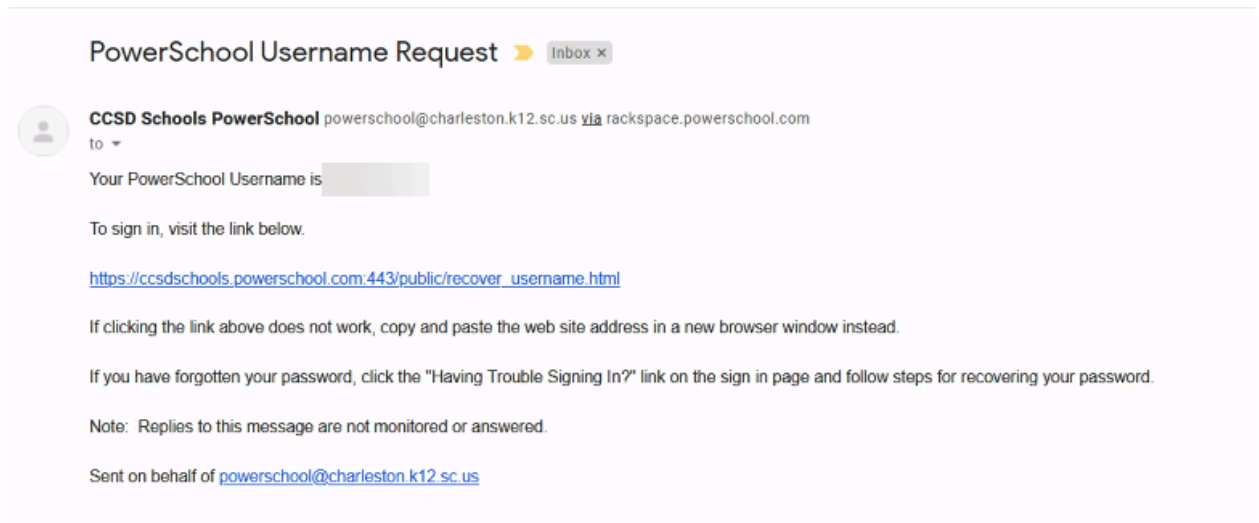 PowerSchool Username Request Inbox ×
CCSD Schools PowerSchool powerschool@charleston.k12.sc.us via rackspace.powerschool.com
to
Your PowerSchool Username is
To sign in, visit the link below.
https://ccsdschools.powerschool.com:443/public/recover_username.html
If clicking the link above does not work, copy and paste the web site address in a new browser window instead.
If you have forgotten your password, click the "Having Trouble Signing In?" link on the sign in page and follow steps for recovering your password.
Note:  Replies to this message are not monitored or answered.
Sent on behalf of powerschool@charleston.k12.sc.us